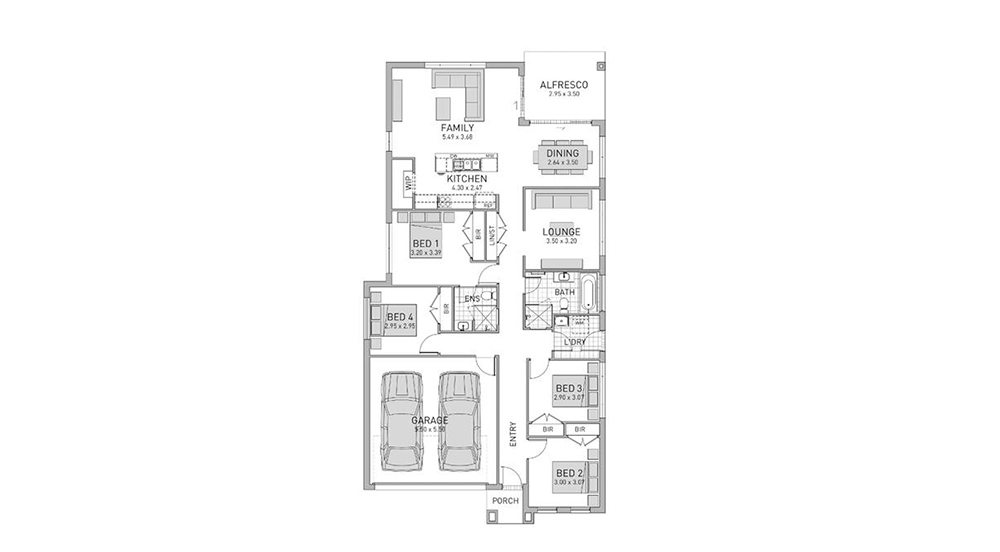 ALFRESCO
2.95 x 3.50
FAMILY
5.49 x 3.68
DINING
2.64 x 3.50
DW
MW
KITCHEN
4.30 x 2.47
WIP
REF
LOUNGE
3.50 x 3.20
BED 1
3.20 x 3.39
BIR
LIN/ST
ENS
BATH
BED 4
2.95 x 2.95
BIR
WM
L'DRY
BED 3
2.90 x 3.07
GARAGE
5.50 x 5.50
ENTRY
BIR
BIR
BED 2
3.00 x 3.07
PORCH